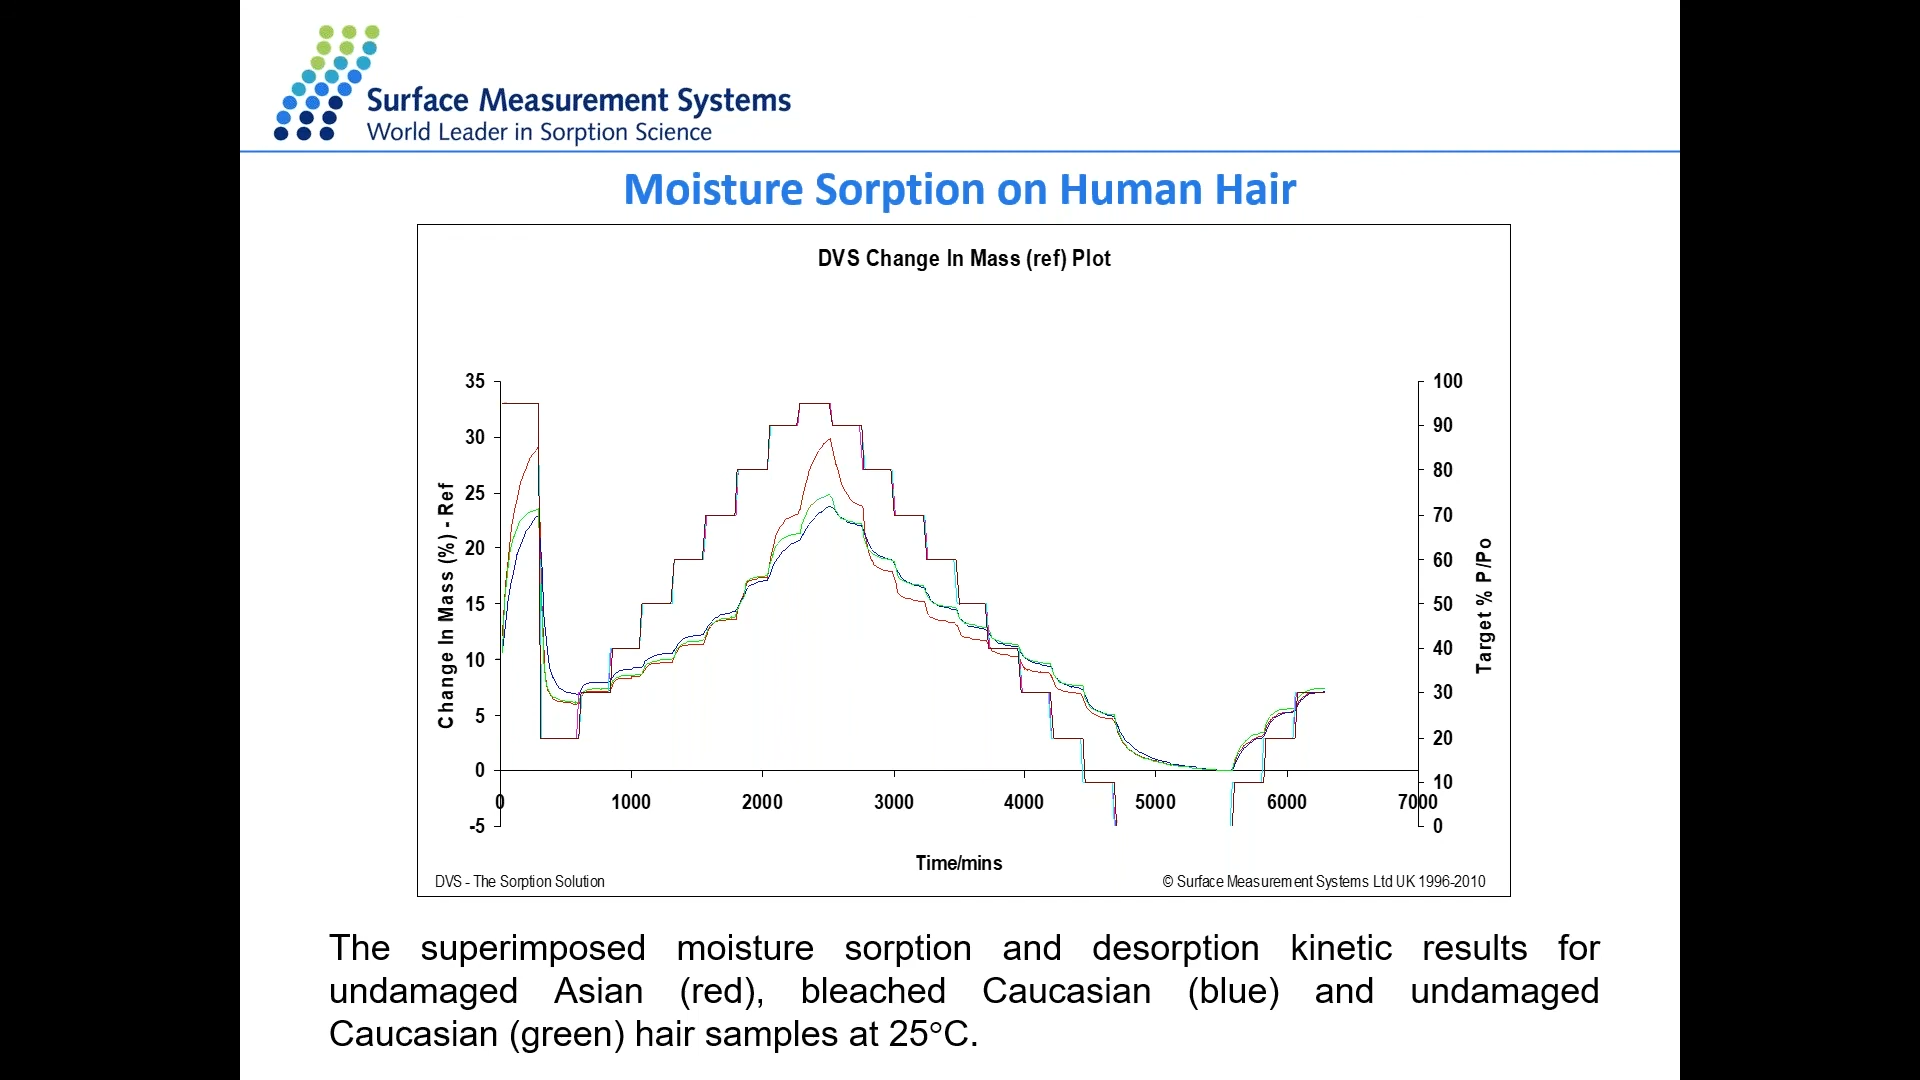 Surface Measurement Systems
World Leader in Sorption Science
Moisture Sorption on Human Hair
DVS Change In Mass (ref) Plot
Change In Mass (%) - Ref
35
30
25
20
15
10
5
0
-5
100
90
80
70
60
50
40
30
20
10
0
Target % P/Po
0 1000 2000 3000 4000 5000 6000 7000
Time/mins
DVS - The Sorption Solution
© Surface Measurement Systems Ltd UK 1996-2010
The superimposed moisture sorption and desorption kinetic results for
undamaged Asian (red), bleached Caucasian (blue) and undamaged
Caucasian (green) hair samples at 25°C.